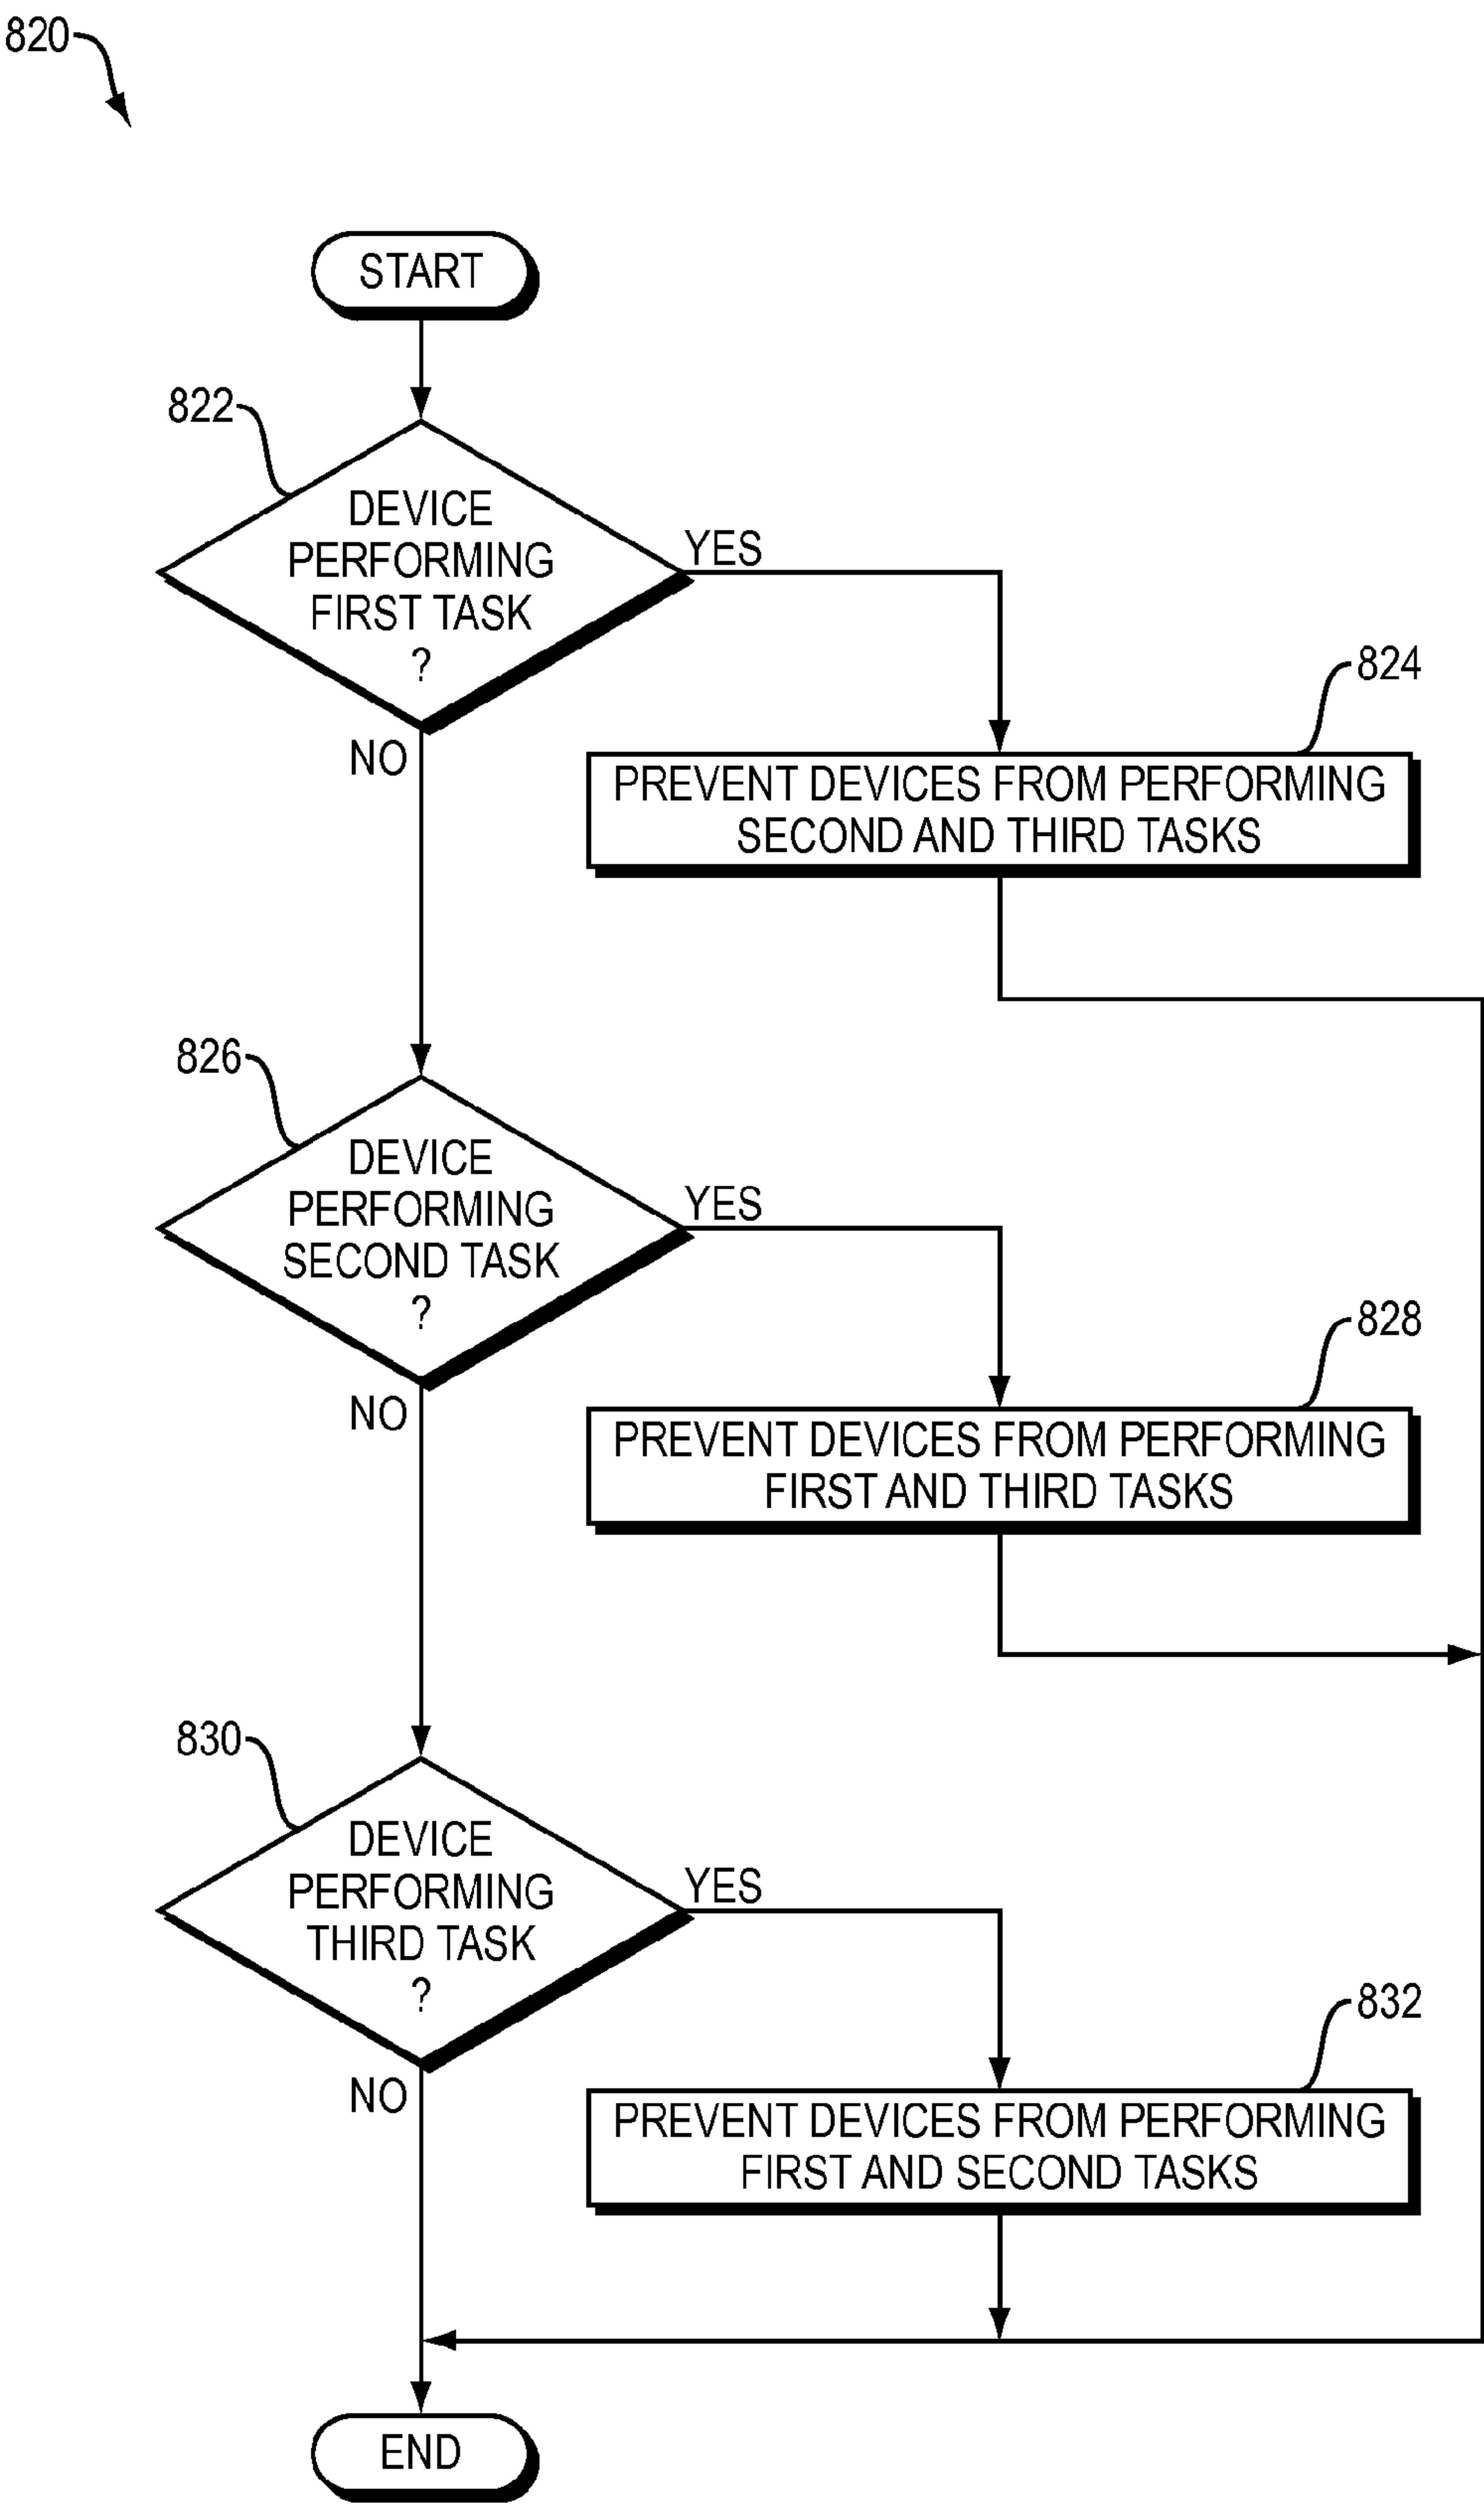 820
START
822
DEVICE
PERFORMING
FIRST TASK
?
YES
NO
824
PREVENT DEVICES FROM PERFORMING
SECOND AND THIRD TASKS
826
DEVICE
PERFORMING
SECOND TASK
?
YES
NO
828
PREVENT DEVICES FROM PERFORMING
FIRST AND THIRD TASKS
830
DEVICE
PERFORMING
THIRD TASK
?
YES
NO
832
PREVENT DEVICES FROM PERFORMING
FIRST AND SECOND TASKS
END